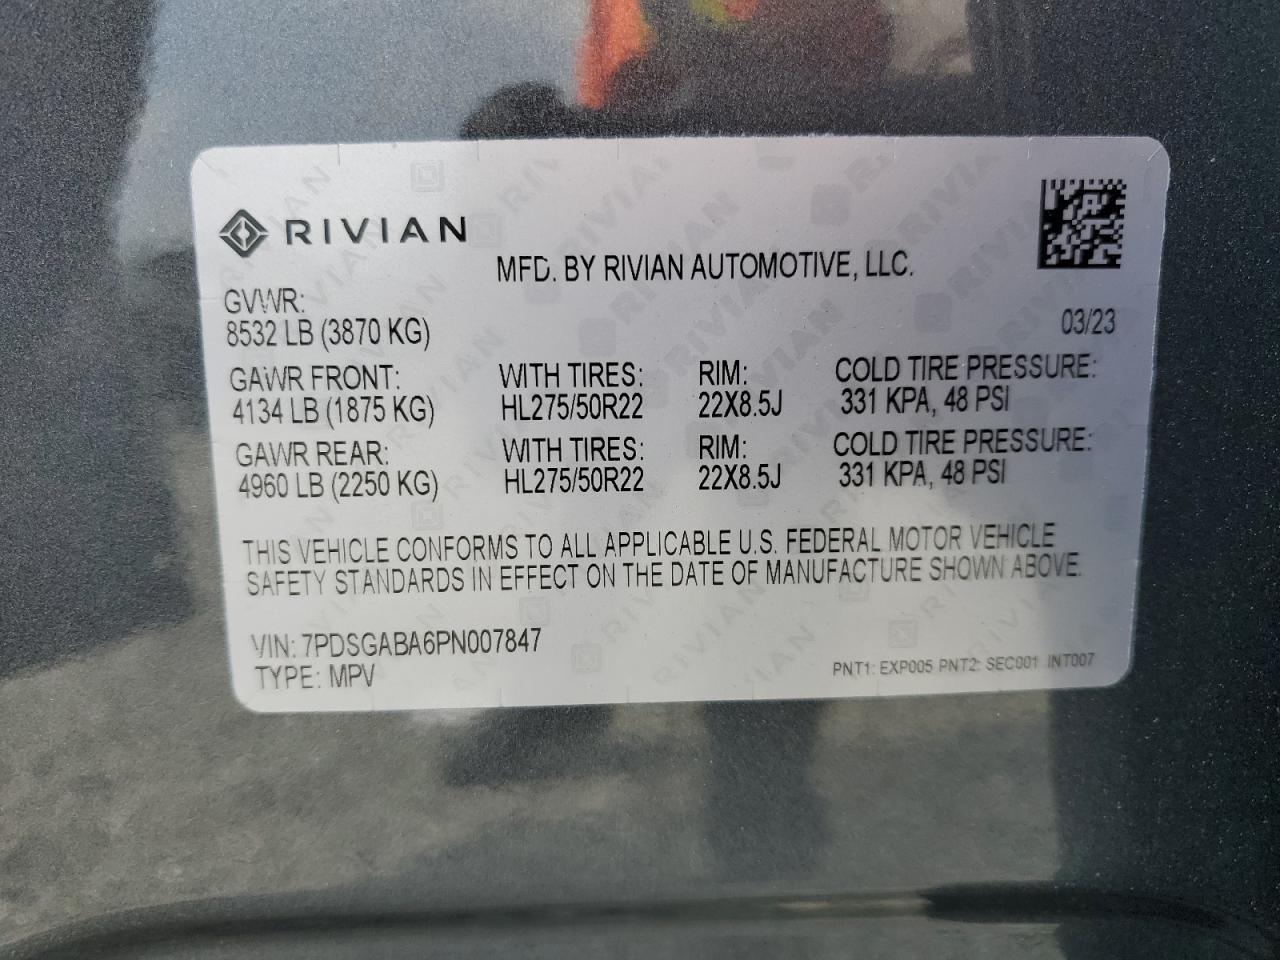 RIVIAN
MFD. BY RIVIAN AUTOMOTIVE, LLC.
GVWR:
8532 LB (3870 KG)
03/23
GAWR FRONT: WITH TIRES: RIM: COLD TIRE PRESSURE:
4134 LB (1875 KG) HL275/50R22 22X8.5J 331 KPA, 48 PSI
GAWR REAR: WITH TIRES: RIM: COLD TIRE PRESSURE:
4960 LB (2250 KG) HL275/50R22 22X8.5J 331 KPA, 48 PSI
THIS VEHICLE CONFORMS TO ALL APPLICABLE U.S. FEDERAL MOTOR VEHICLE
SAFETY STANDARDS IN EFFECT ON THE DATE OF MANUFACTURE SHOWN ABOVE.
VIN: 7PDSGABA6PN007847
TYPE: MPV
PNT1: EXP005 PNT2: SEC001 INT007